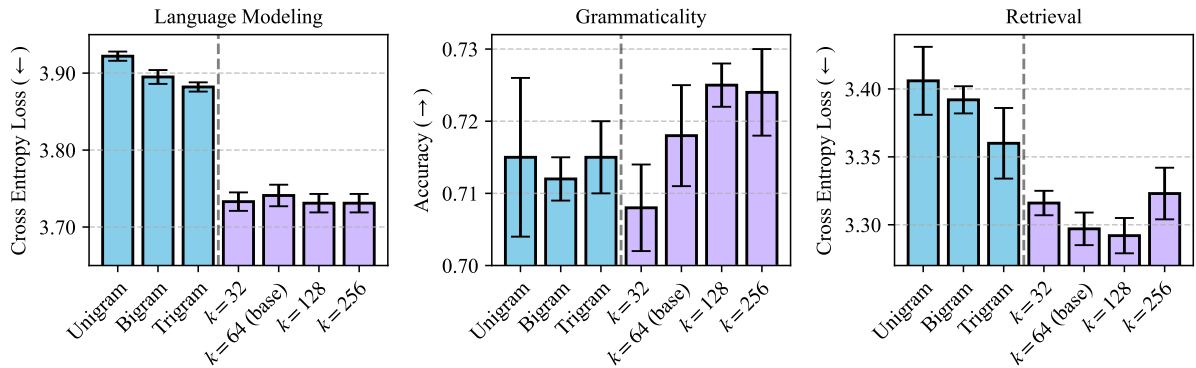 Language Modeling
Cross Entropy Loss (←)
3.90
3.80
3.70
Unigram
Bigram
Trigram
k = 32
k = 64 (base)
k = 128
k = 256
Grammaticality
Accuracy (→)
0.73
0.72
0.71
0.70
Unigram
Bigram
Trigram
k = 32
k = 64 (base)
k = 128
k = 256
Retrieval
Cross Entropy Loss (←)
3.40
3.35
3.30
Unigram
Bigram
Trigram
k = 32
k = 64 (base)
k = 128
k = 256